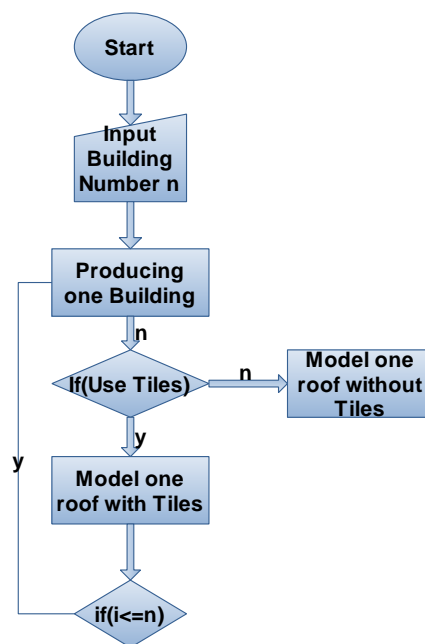 Start
Input
Building
Number n
Producing
one Building
n
If(Use Tiles)
n
Model one
roof without
Tiles
y
y
Model one
roof with Tiles
if(i<=n)